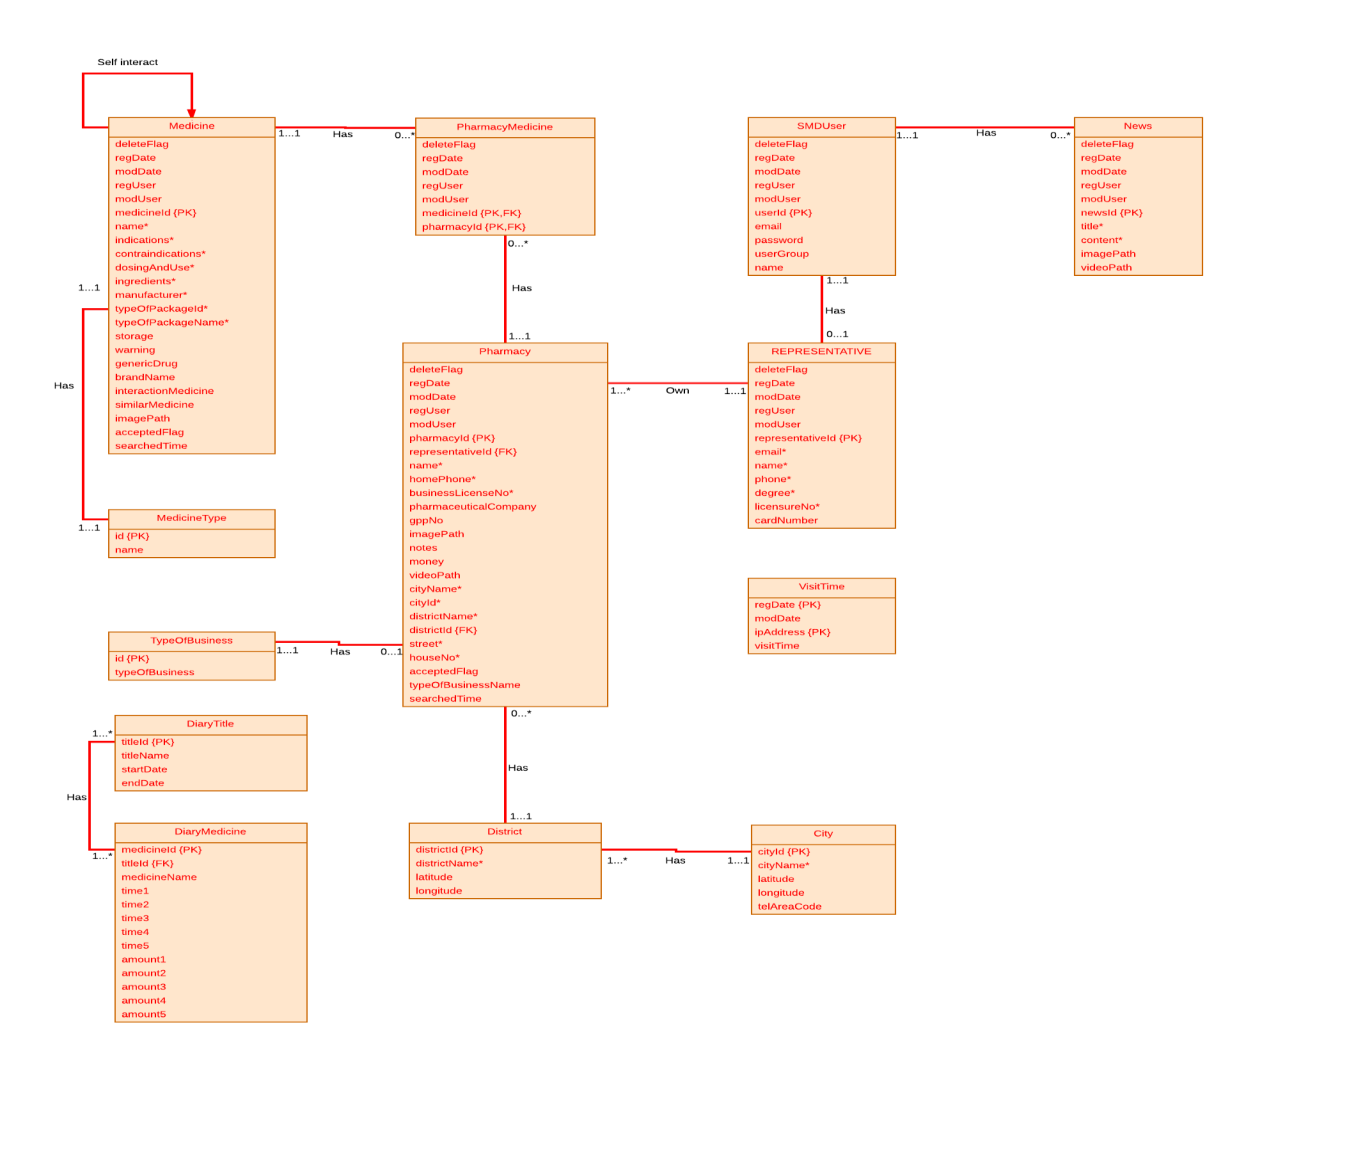 Self interact
Medicine
deleteFlag
regDate
modDate
regUser
modUser
medicineId {PK}
name*
indications*
contraindications*
dosingAndUse*
ingredients*
manufacturer*
typeOfPackageId*
typeOfPackageName*
storage
warning
genericDrug
brandName
interactionMedicine
similarMedicine
imagePath
acceptedFlag
searchedTime
1...1
Has
0...*
PharmacyMedicine
deleteFlag
regDate
modDate
regUser
modUser
medicineId {PK,FK}
pharmacyId {PK,FK}
0...*
Has
1...1
SMDUser
deleteFlag
regDate
modDate
regUser
modUser
userId {PK}
email
password
userGroup
name
1...1
Has
0...*
News
deleteFlag
regDate
modDate
regUser
modUser
newsId {PK}
title*
content*
imagePath
videoPath
1...1
Has
0...1
1...1
Has
1...1
MedicineType
id {PK}
name
Pharmacy
deleteFlag
regDate
modDate
regUser
modUser
pharmacyId {PK}
representativeId {FK}
name*
homePhone*
businessLicenseNo*
pharmaceuticalCompany
gppNo
imagePath
notes
money
videoPath
cityName*
cityId*
districtName*
districtId {FK}
street*
houseNo*
acceptedFlag
typeOfBusinessName
searchedTime
1...*
Own
1...1
REPRESENTATIVE
deleteFlag
regDate
modDate
regUser
modUser
representativeId {PK}
email*
name*
phone*
degree*
licensureNo*
cardNumber
VisitTime
regDate {PK}
modDate
ipAddress {PK}
visitTime
TypeOfBusiness
id {PK}
typeOfBusiness
1...1
Has
0...1
DiaryTitle
titleId {PK}
titleName
startDate
endDate
1...*
Has
1...*
DiaryMedicine
medicineId {PK}
titleId {FK}
medicineName
time1
time2
time3
time4
time5
amount1
amount2
amount3
amount4
amount5
0...*
Has
1...1
District
districtId {PK}
districtName*
latitude
longitude
1...*
Has
1...1
City
cityId {PK}
cityName*
latitude
longitude
telAreaCode